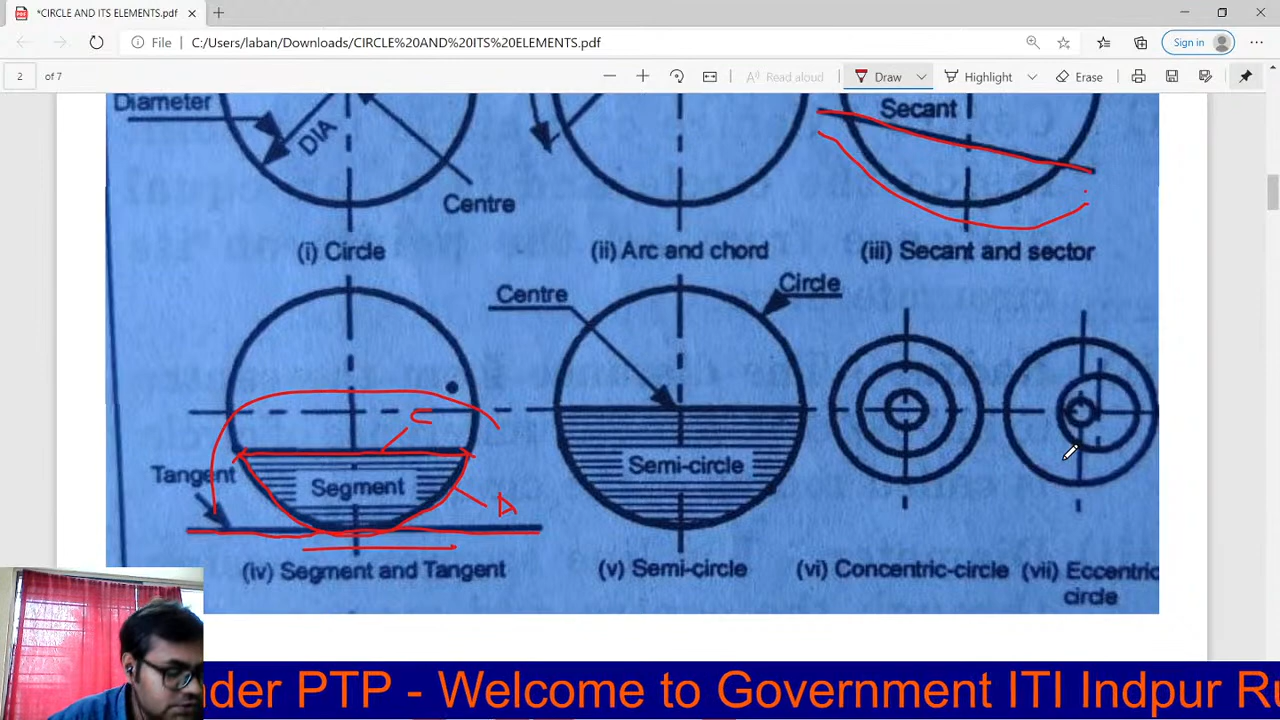 *CIRCLE AND ITS ELEMENTS.pdf
File C:/Users/laban/Downloads/CIRCLE%20AND%20ITS%20ELEMENTS.pdf Sign in
2 of 7 Read aloud Draw Highlight Erase
Diameter
DIA
Centre
Secant
(i) Circle (ii) Arc and chord (iii) Secant and sector
Centre
Circle
C
Tangent
Segment
A
Semi-circle
(iv) Segment and Tangent (v) Semi-circle (vi) Concentric-circle (vii) Eccentric
circle
der PTP - Welcome to Government ITI Indpur Ru